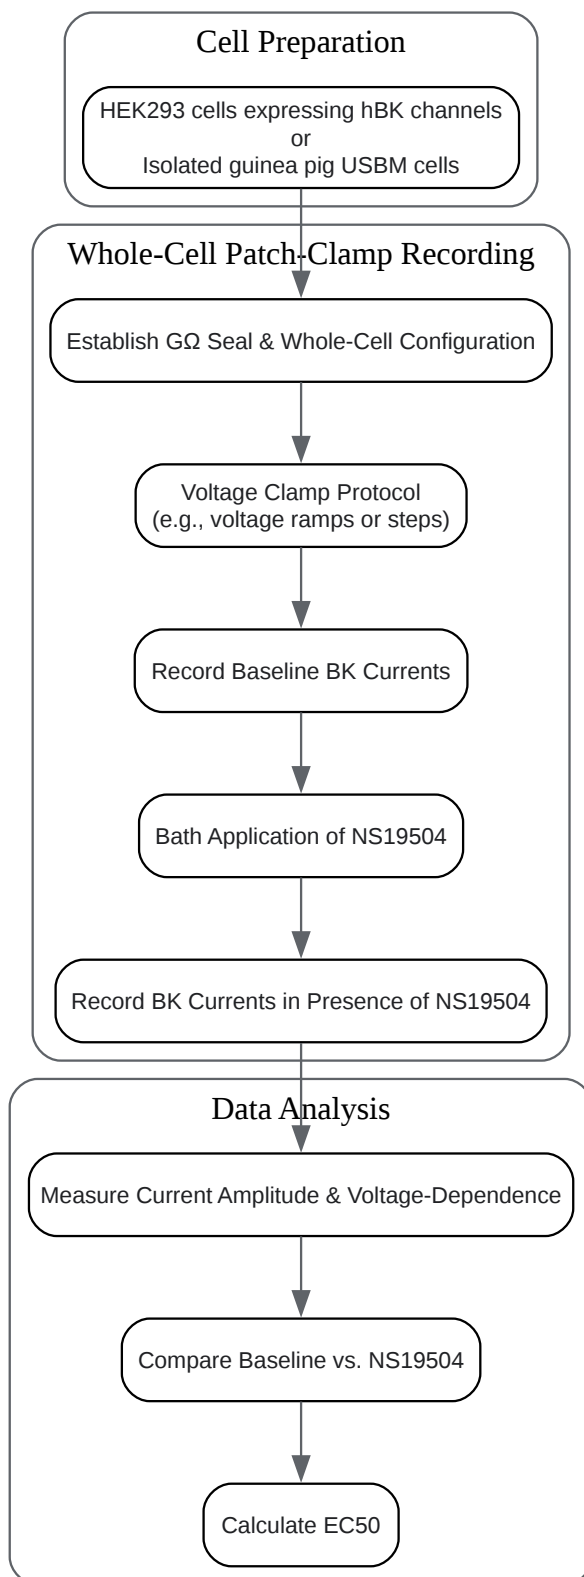 Cell Preparation
HEK293 cells expressing hBK channels
or
Isolated guinea pig USBM cells
Whole-Cell Patch-Clamp Recording
Establish GΩ Seal & Whole-Cell Configuration
Voltage Clamp Protocol
(e.g., voltage ramps or steps)
Record Baseline BK Currents
Bath Application of NS19504
Record BK Currents in Presence of NS19504
Data Analysis
Measure Current Amplitude & Voltage-Dependence
Compare Baseline vs. NS19504
Calculate EC50